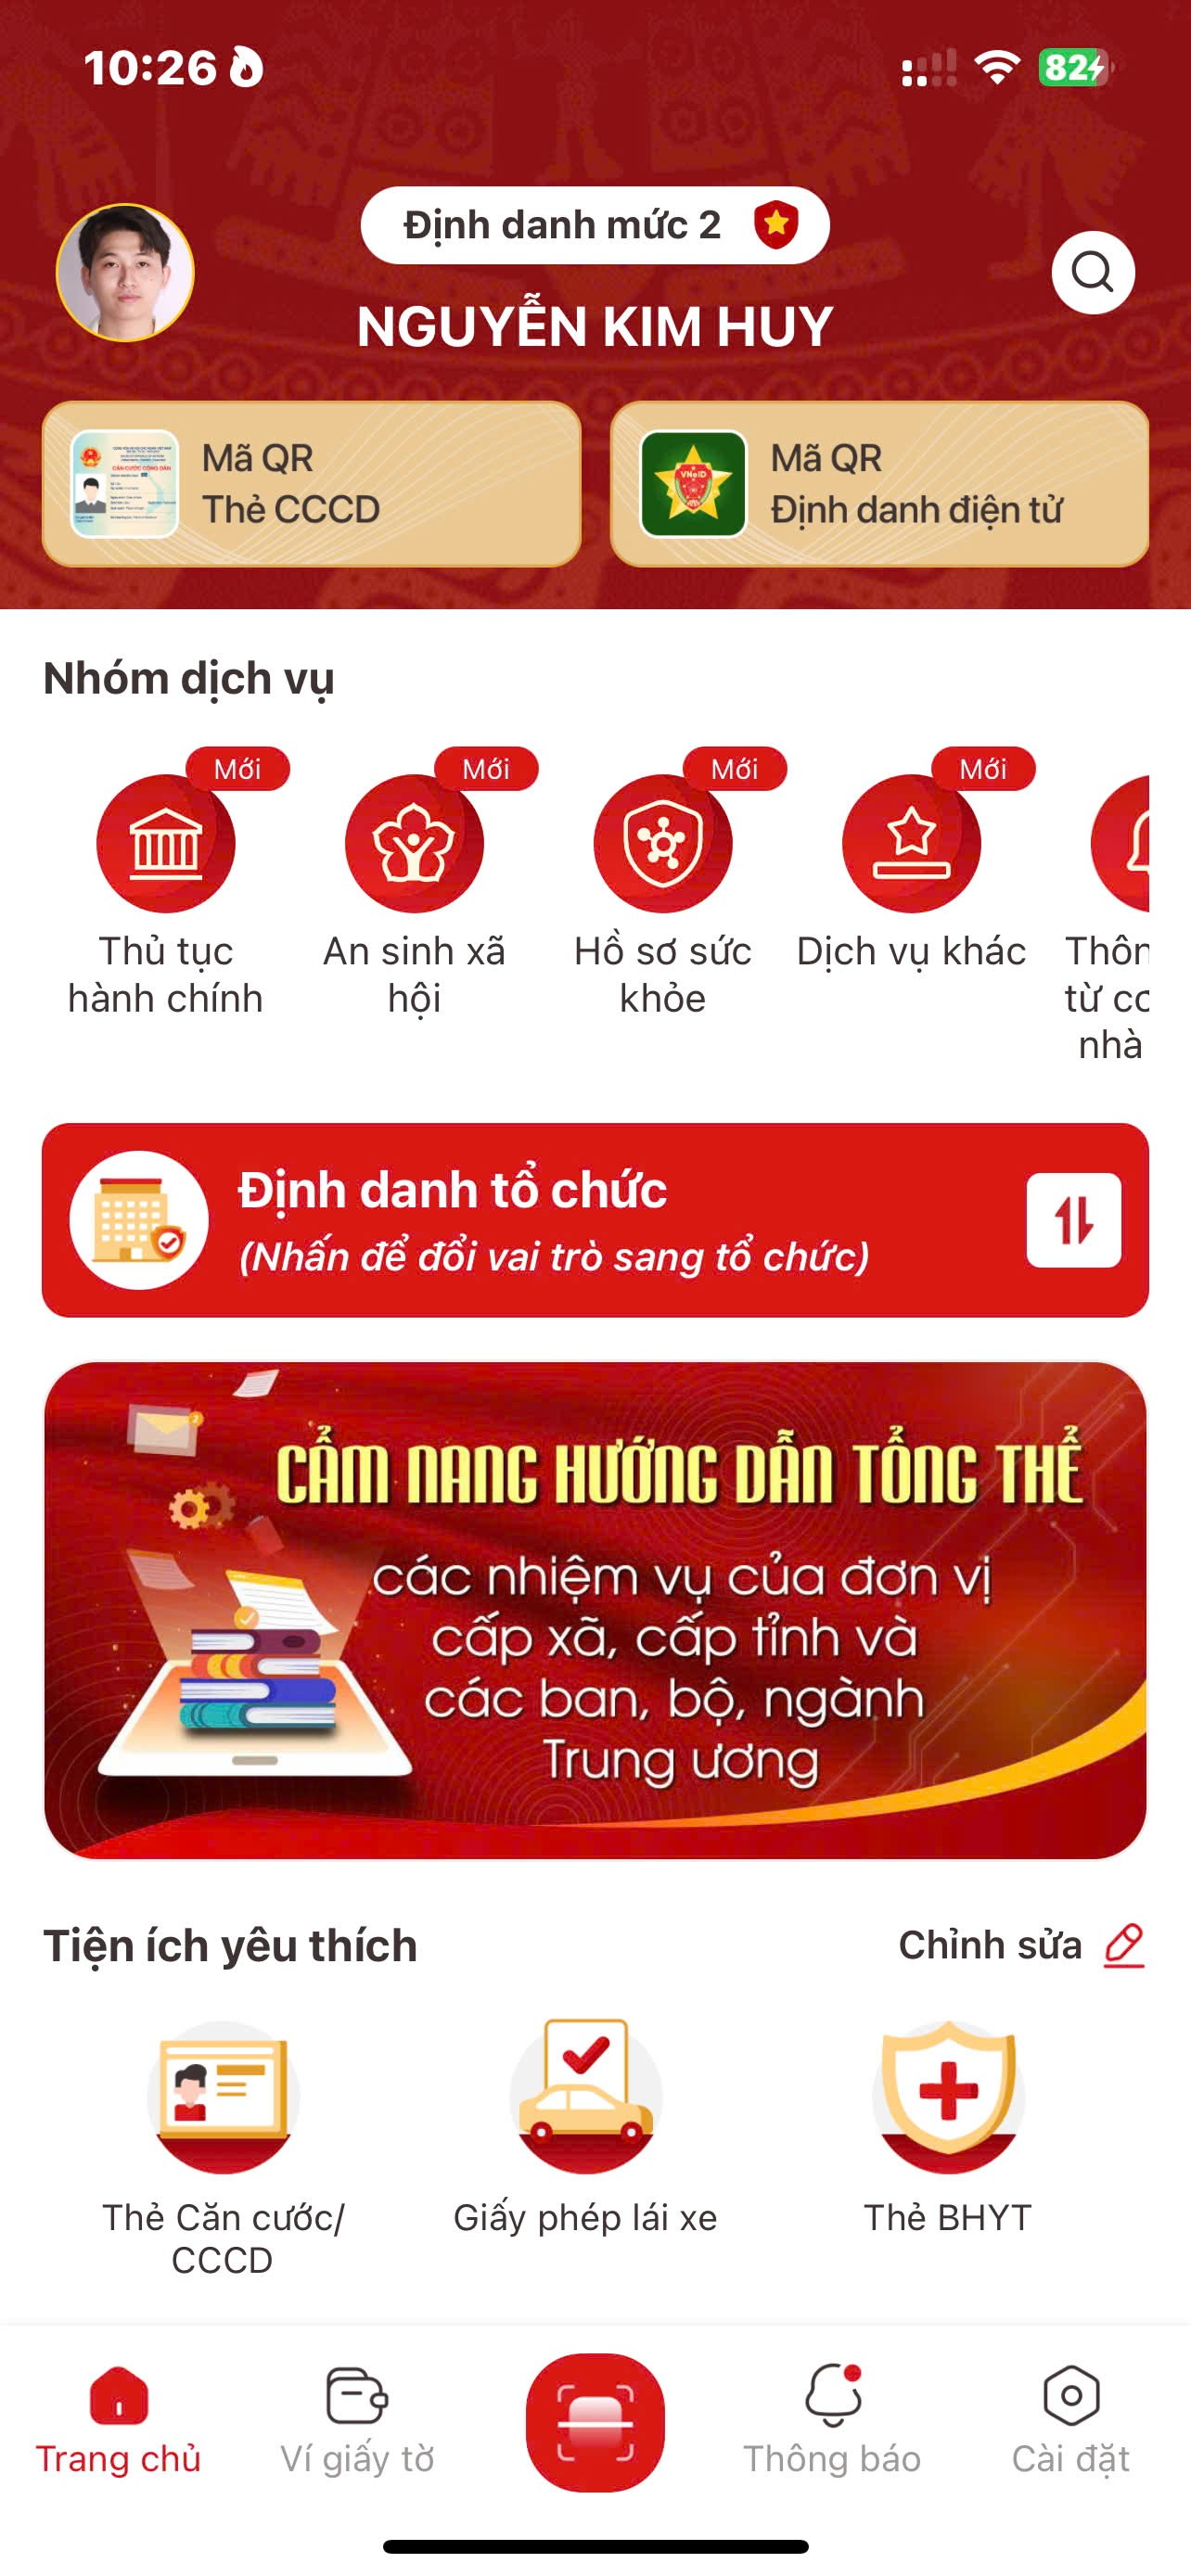 10:26
82
Định danh mức 2
NGUYỄN KIM HUY
Mã QR
Thẻ CCCD
VNeID
Mã QR
Định danh điện tử
Nhóm dịch vụ
Mới
Mới
Mới
Mới
Thủ tục
hành chính
An sinh xã
hội
Hồ sơ sức
khỏe
Dịch vụ khác
Thôn
từ cơ
nhà
Định danh tổ chức
(Nhấn để đổi vai trò sang tổ chức)
CẨM NANG HƯỚNG DẪN TỔNG THỂ
các nhiệm vụ của đơn vị
cấp xã, cấp tỉnh và
các ban, bộ, ngành
Trung ương
Tiện ích yêu thích
Chỉnh sửa
Thẻ Căn cước/
CCCD
Giấy phép lái xe
Thẻ BHYT
Trang chủ
Ví giấy tờ
Thông báo
Cài đặt